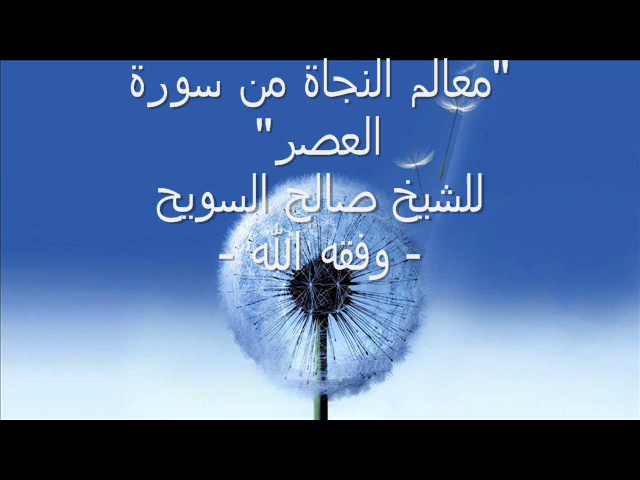 "معالم النجاة من سورة
العصر"
للشيخ صالح السويح
- وفقه الله -